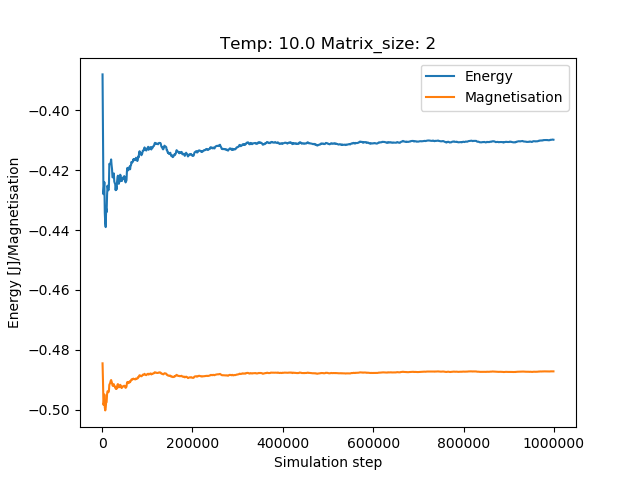 Temp: 10.0 Matrix_size: 2
Energy
Magnetisation
−0.40
−0.42
−0.44
−0.46
−0.48
−0.50
Energy [J]/Magnetisation
0
200000
400000
600000
800000
1000000
Simulation step